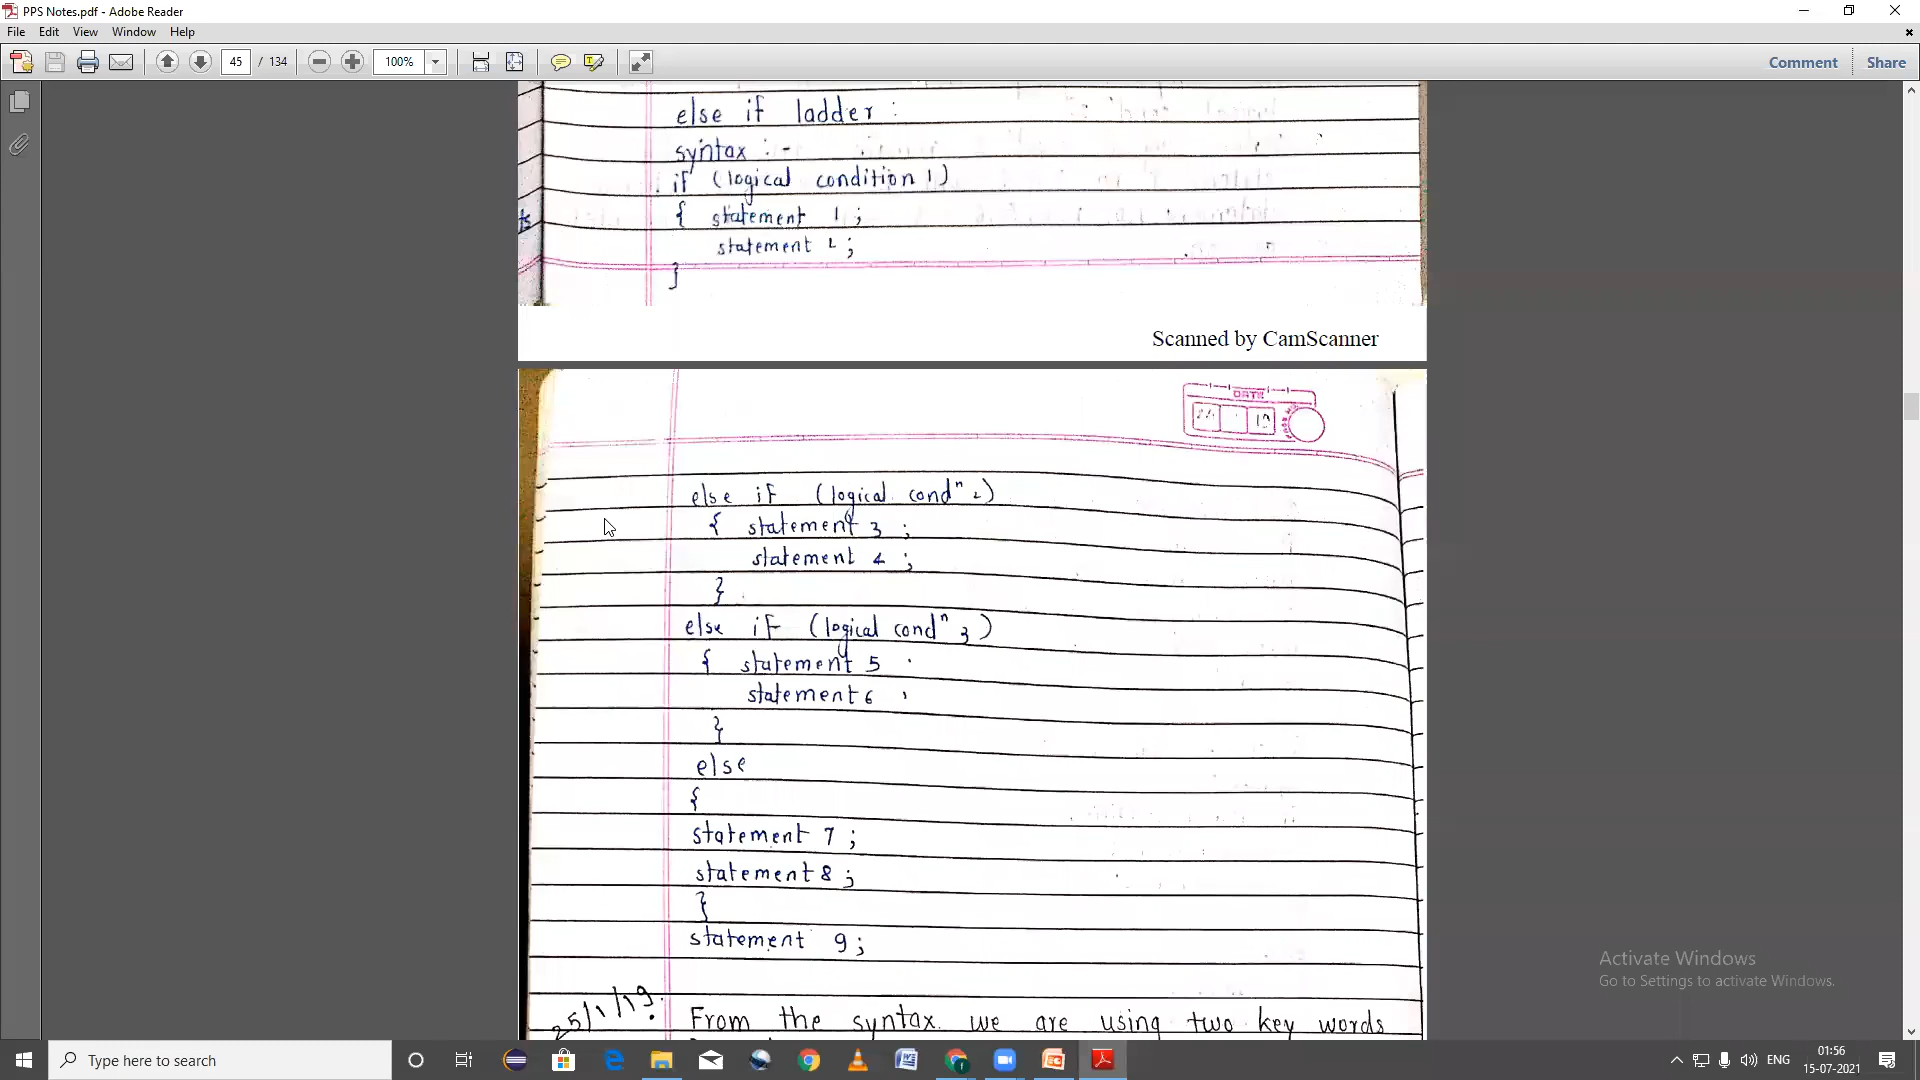 PPS Notes.pdf - Adobe Reader
File Edit View Window Help
45 / 134 100% Comment Share
else if ladder :
syntax :-
if (logical condition 1)
{ statement 1 ;
statement 2 ;
}
Scanned by CamScanner
DATE
else if (logical condⁿ 2)
{ statement 3 ;
statement 4 ;
}
else if (logical condⁿ 3)
{ statement 5
statement 6
}
else
{
statement 7 ;
statement 8 ;
}
statement 9 ;
25/1/19
From the syntax we are using two key words
Activate Windows
Go to Settings to activate Windows.
Type here to search
ENG
01:56
15-07-2021